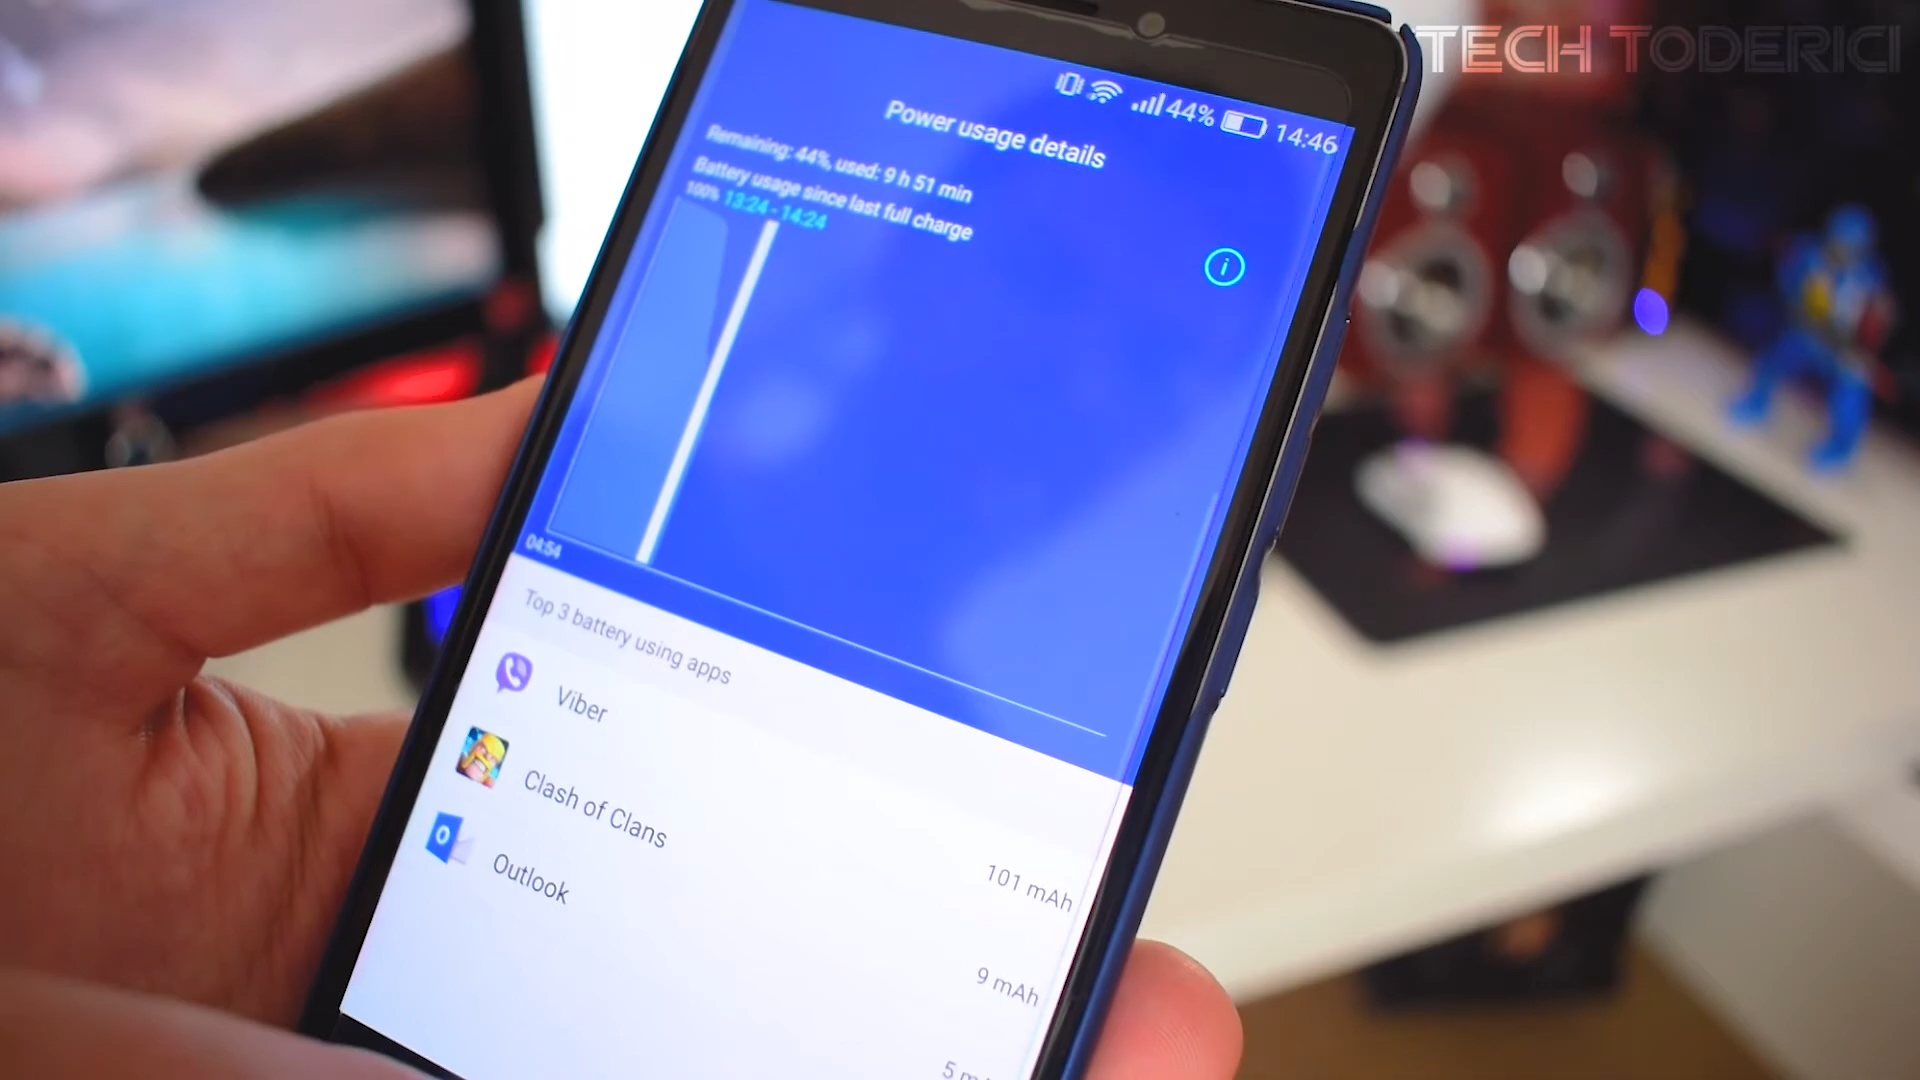 TECH TODERICI
44% 14:46
Power usage details
Remaining: 44%, used: 9 h 51 min
Battery usage since last full charge
100% 13:24 - 14:24
04:54
Top 3 battery using apps
Viber
101 mAh
Clash of Clans
9 mAh
Outlook
5